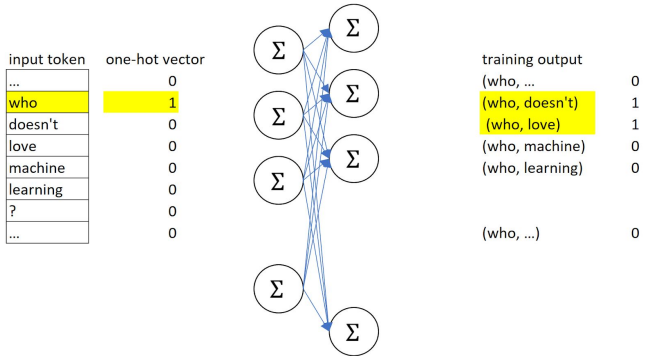 input token one-hot vector training output
... 0 (who, ... 0
who 1 (who, doesn't) 1
doesn't 0 (who, love) 1
love 0 (who, machine) 0
machine 0 (who, learning) 0
learning 0
? 0
... 0 (who, ...) 0
Σ
Σ
Σ
Σ
Σ
Σ
Σ
Σ